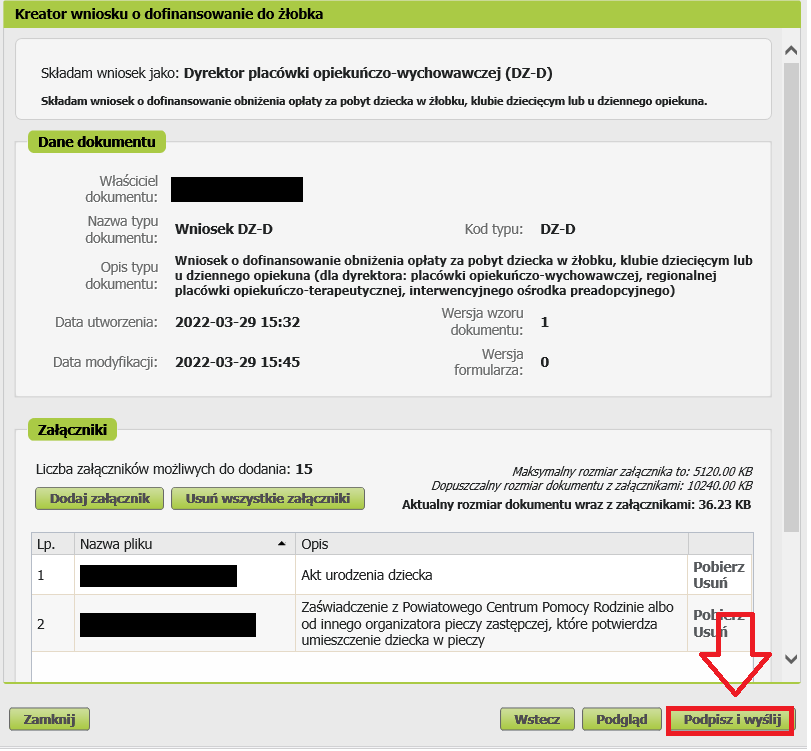 Kreator wniosku o dofinansowanie do żłobka
Składam wniosek jako: Dyrektor placówki opiekuńczo-wychowawczej (DZ-D)
Składam wniosek o dofinansowanie obniżenia opłaty za pobyt dziecka w żłobku, klubie dziecięcym lub u dziennego opiekuna.
Dane dokumentu
Właściciel
dokumentu:
Nazwa typu
dokumentu:
Wniosek DZ-D
Kod typu:
DZ-D
Opis typu
dokumentu:
Wniosek o dofinansowanie obniżenia opłaty za pobyt dziecka w żłobku, klubie dziecięcym lub
u dziennego opiekuna (dla dyrektora: placówki opiekuńczo-wychowawczej, regionalnej
placówki opiekuńczo-terapeutycznej, interwencyjnego ośrodka preadopcyjnego)
Data utworzenia:
2022-03-29 15:32
Wersja wzoru
dokumentu:
1
Data modyfikacji:
2022-03-29 15:45
Wersja
formularza:
0
Załączniki
Liczba załączników możliwych do dodania: 15
Maksymalny rozmiar załącznika to: 5120.00 KB
Dopuszczalny rozmiar dokumentu z załącznikami: 10240.00 KB
Dodaj załącznik
Usuń wszystkie załączniki
Aktualny rozmiar dokumentu wraz z załącznikami: 36.23 KB
Lp.
Nazwa pliku
Opis
1
Akt urodzenia dziecka
Pobierz
Usuń
2
Zaświadczenie z Powiatowego Centrum Pomocy Rodzinie albo
od innego organizatora pieczy zastępczej, które potwierdza
umieszczenie dziecka w pieczy
Pobierz
Usuń
Zamknij
Wstecz
Podgląd
Podpisz i wyślij